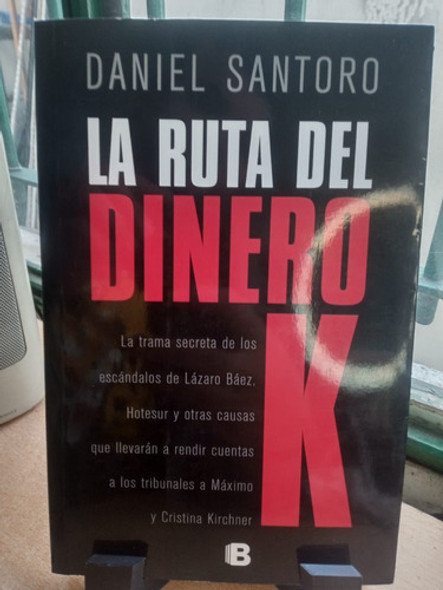 DANIEL SANTORO
LA RUTA DEL
DINERO
K
La trama secreta de los
escándalos de Lázaro Báez,
Hotesur y otras causas
que llevarán a rendir cuentas
a los tribunales a Máximo
y Cristina Kirchner
B